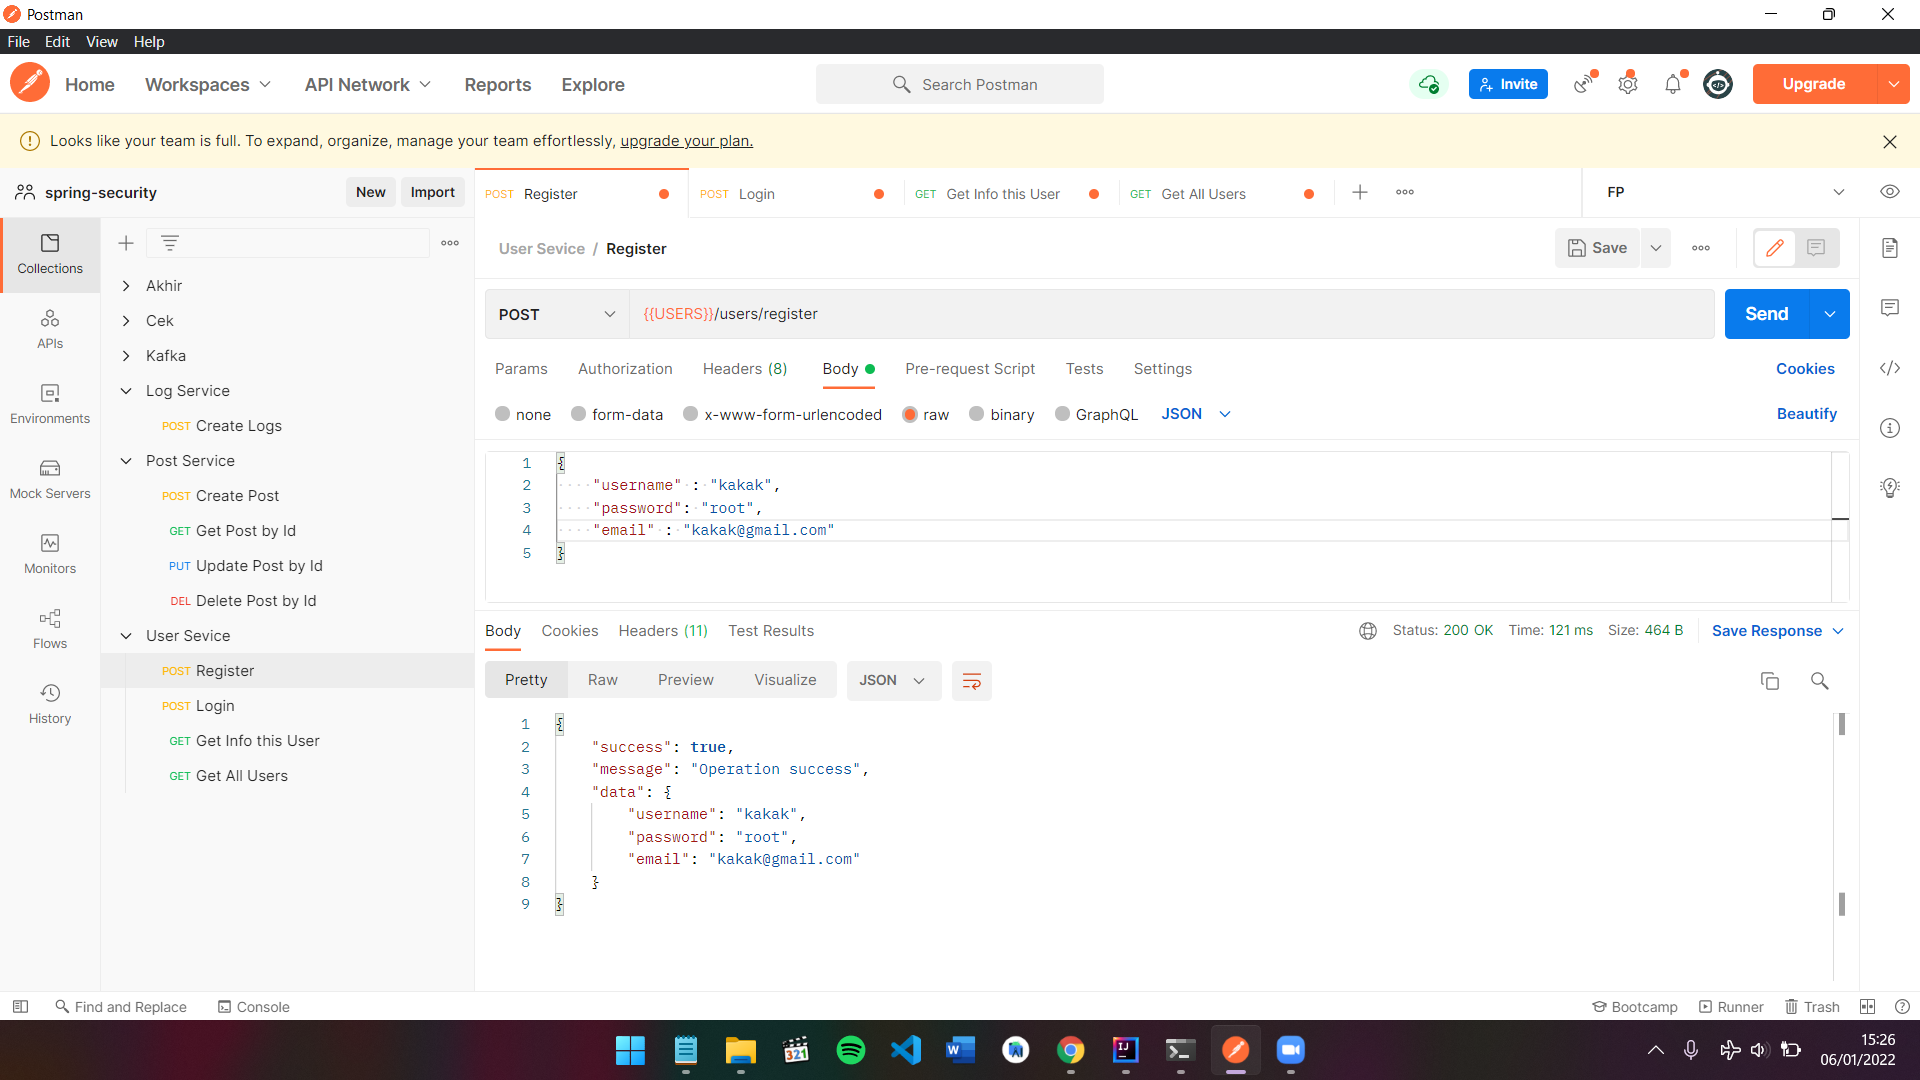 Postman
File Edit View Help
Home Workspaces API Network Reports Explore Search Postman Invite Upgrade
Looks like your team is full. To expand, organize, manage your team effortlessly, upgrade your plan.
spring-security New Import
POST Register POST Login GET Get Info this User GET Get All Users FP
Collections
APIs
Environments
Mock Servers
Monitors
Flows
History
Akhir
Cek
Kafka
Log Service
POST Create Logs
Post Service
POST Create Post
GET Get Post by Id
PUT Update Post by Id
DEL Delete Post by Id
User Sevice
POST Register
POST Login
GET Get Info this User
GET Get All Users
User Sevice / Register Save
POST {{USERS}}/users/register Send
Params Authorization Headers (8) Body Pre-request Script Tests Settings Cookies
none form-data x-www-form-urlencoded raw binary GraphQL JSON Beautify
1 {
2 "username" : "kakak",
3 "password": "root",
4 "email" : "kakak@gmail.com"
5 }
Body Cookies Headers (11) Test Results Status: 200 OK Time: 121 ms Size: 464 B Save Response
Pretty Raw Preview Visualize JSON
1 {
2 "success": true,
3 "message": "Operation success",
4 "data": {
5 "username": "kakak",
6 "password": "root",
7 "email": "kakak@gmail.com"
8 }
9 }
Find and Replace Console Bootcamp Runner Trash
321 W IJ
15:26
06/01/2022